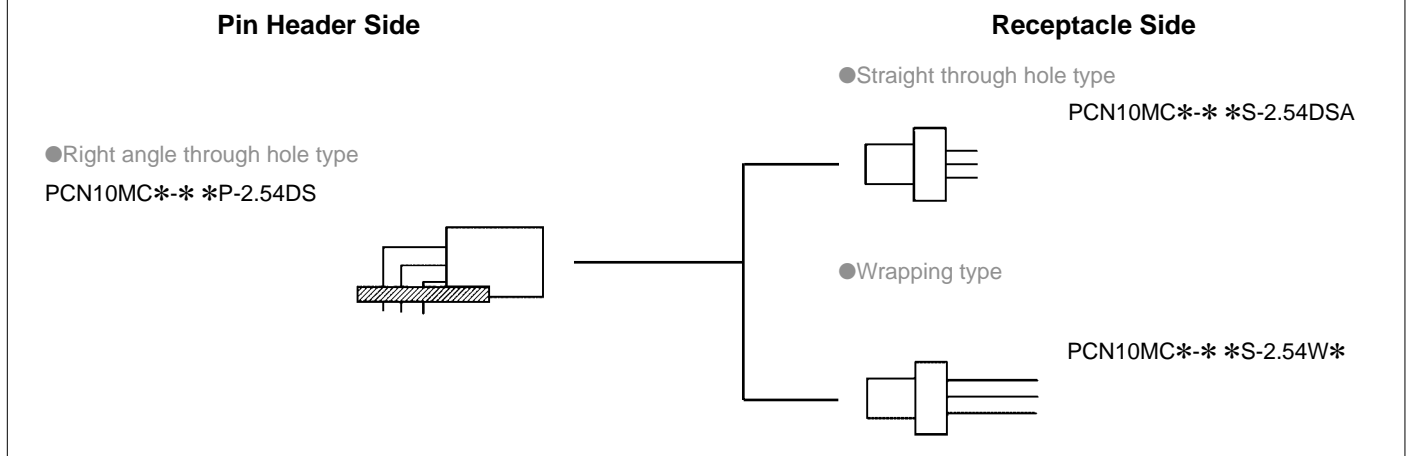 Pin Header Side
Receptacle Side
●Right angle through hole type
PCN10MC✻-✻ ✻P-2.54DS
●Straight through hole type
PCN10MC✻-✻ ✻S-2.54DSA
●Wrapping type
PCN10MC✻-✻ ✻S-2.54W✻